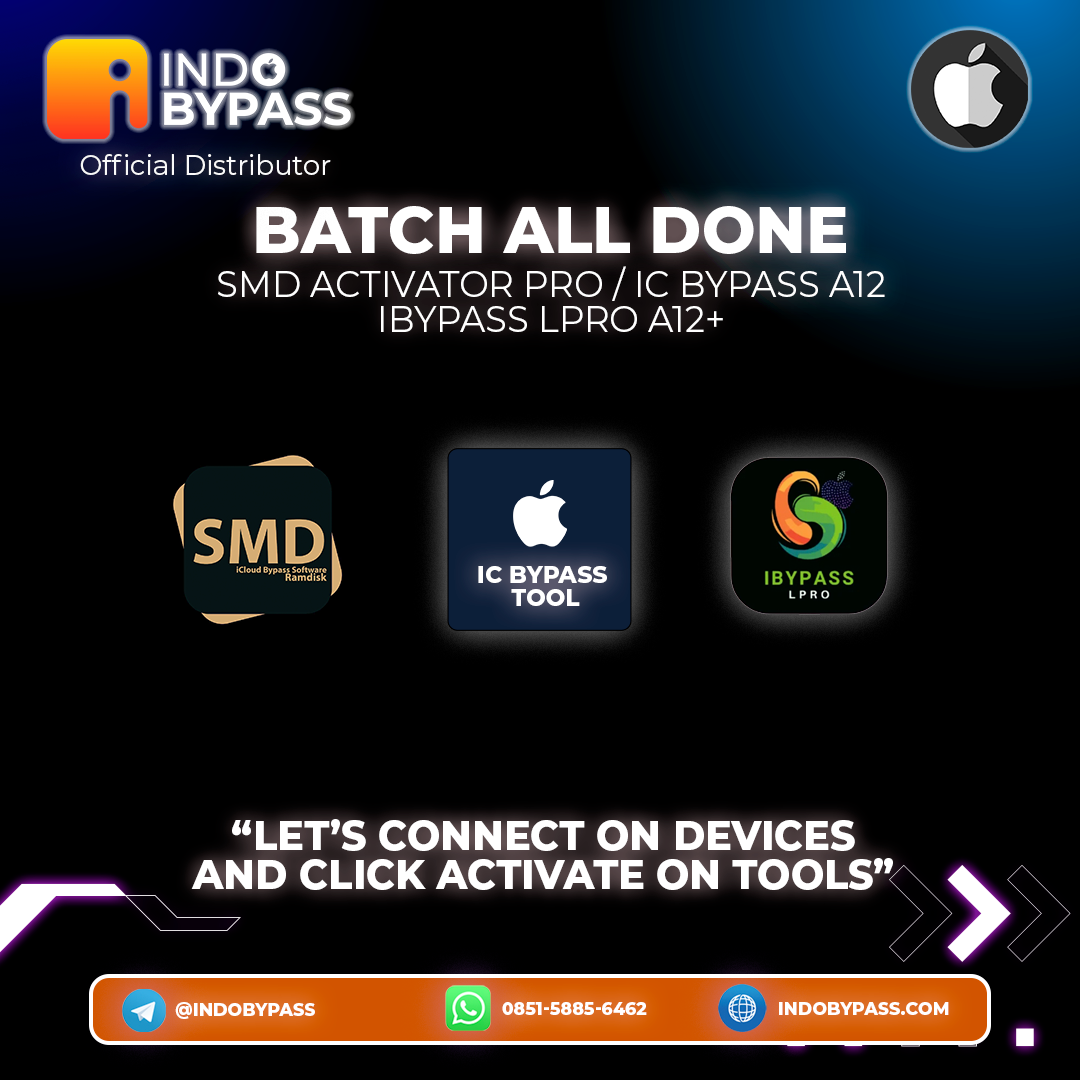 INDO
BYPASS
Official Distributor
BATCH ALL DONE
SMD ACTIVATOR PRO / IC BYPASS A12
IBYPASS LPRO A12+
SMD
iCloud Bypass Software
Ramdisk
IC BYPASS
TOOL
IBYPASS
LPRO
“LET’S CONNECT ON DEVICES
AND CLICK ACTIVATE ON TOOLS”
@INDOBYPASS
0851-5885-6462
INDOBYPASS.COM